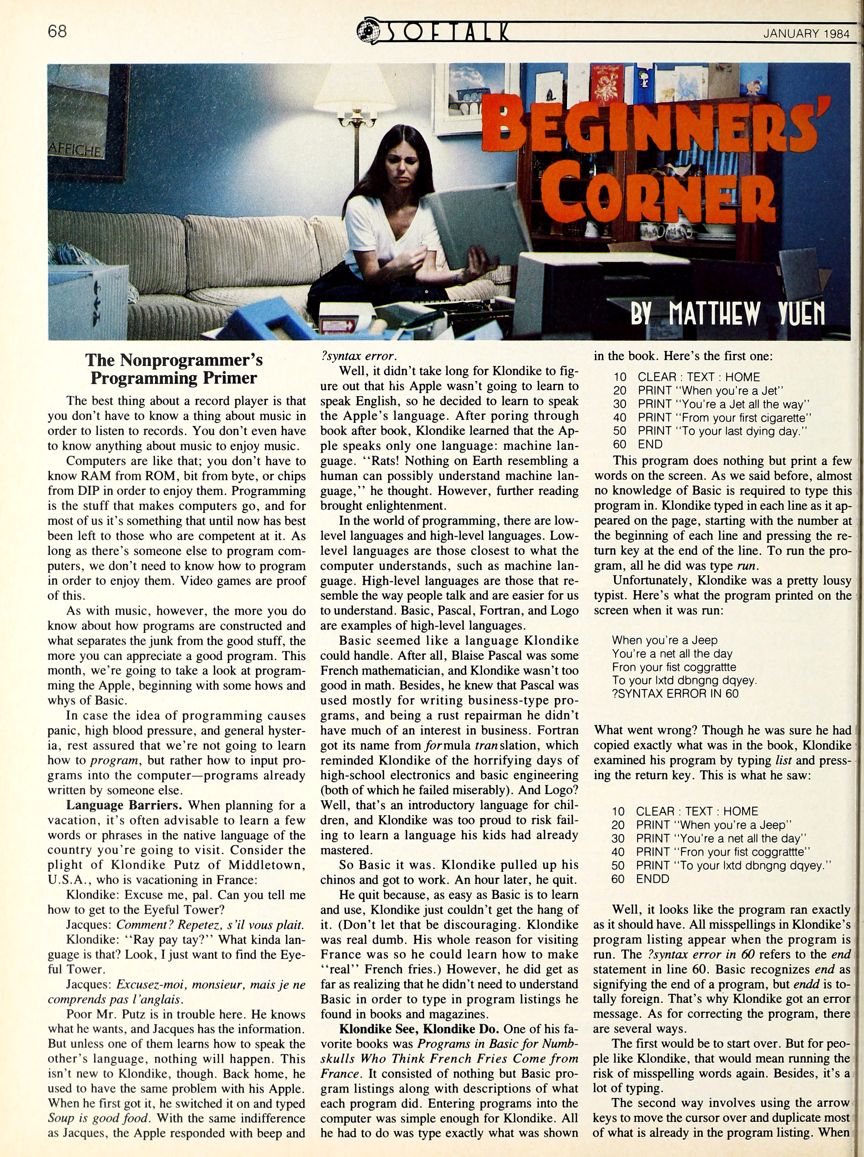 68
SOFTALK
JANUARY 1984
AFFICHE
BEGINNERS'
CORNER
BY MATTHEW YUEN
The Nonprogrammer's
Programming Primer
The best thing about a record player is that
you don't have to know a thing about music in
order to listen to records. You don't even have
to know anything about music to enjoy music.
Computers are like that; you don't have to
know RAM from ROM, bit from byte, or chips
from DIP in order to enjoy them. Programming
is the stuff that makes computers go, and for
most of us it's something that until now has best
been left to those who are competent at it. As
long as there's someone else to program com-
puters, we don't need to know how to program
in order to enjoy them. Video games are proof
of this.
As with music, however, the more you do
know about how programs are constructed and
what separates the junk from the good stuff, the
more you can appreciate a good program. This
month, we're going to take a look at program-
ming the Apple, beginning with some hows and
whys of Basic.
In case the idea of programming causes
panic, high blood pressure, and general hyster-
ia, rest assured that we're not going to learn
how to program, but rather how to input pro-
grams into the computer—programs already
written by someone else.
Language Barriers. When planning for a
vacation, it's often advisable to learn a few
words or phrases in the native language of the
country you're going to visit. Consider the
plight of Klondike Putz of Middletown,
U.S.A., who is vacationing in France:
Klondike: Excuse me, pal. Can you tell me
how to get to the Eyeful Tower?
Jacques: Comment? Repetez, s'il vous plait.
Klondike: "Ray pay tay?" What kinda lan-
guage is that? Look, I just want to find the Eye-
ful Tower.
Jacques: Excusez-moi, monsieur, mais je ne
comprends pas l'anglais.
Poor Mr. Putz is in trouble here. He knows
what he wants, and Jacques has the information.
But unless one of them learns how to speak the
other's language, nothing will happen. This
isn't new to Klondike, though. Back home, he
used to have the same problem with his Apple.
When he first got it, he switched it on and typed
Soup is good food. With the same indifference
as Jacques, the Apple responded with beep and
?syntax error.
Well, it didn't take long for Klondike to fig-
ure out that his Apple wasn't going to learn to
speak English, so he decided to learn to speak
the Apple's language. After poring through
book after book, Klondike learned that the Ap-
ple speaks only one language: machine lan-
guage. "Rats! Nothing on Earth resembling a
human can possibly understand machine lan-
guage," he thought. However, further reading
brought enlightenment.
In the world of programming, there are low-
level languages and high-level languages. Low-
level languages are those closest to what the
computer understands, such as machine lan-
guage. High-level languages are those that re-
semble the way people talk and are easier for us
to understand. Basic, Pascal, Fortran, and Logo
are examples of high-level languages.
Basic seemed like a language Klondike
could handle. After all, Blaise Pascal was some
French mathematician, and Klondike wasn't too
good in math. Besides, he knew that Pascal was
used mostly for writing business-type pro-
grams, and being a rust repairman he didn't
have much of an interest in business. Fortran
got its name from formula translation, which
reminded Klondike of the horrifying days of
high-school electronics and basic engineering
(both of which he failed miserably). And Logo?
Well, that's an introductory language for chil-
dren, and Klondike was too proud to risk fail-
ing to learn a language his kids had already
mastered.
So Basic it was. Klondike pulled up his
chinos and got to work. An hour later, he quit.
He quit because, as easy as Basic is to learn
and use, Klondike just couldn't get the hang of
it. (Don't let that be discouraging. Klondike
was real dumb. His whole reason for visiting
France was so he could learn how to make
"real" French fries.) However, he did get as
far as realizing that he didn't need to understand
Basic in order to type in program listings he
found in books and magazines.
Klondike See, Klondike Do. One of his fa-
vorite books was Programs in Basic for Numb-
skulls Who Think French Fries Come from
France. It consisted of nothing but Basic pro-
gram listings along with descriptions of what
each program did. Entering programs into the
computer was simple enough for Klondike. All
he had to do was type exactly what was shown
in the book. Here's the first one:
10 CLEAR : TEXT : HOME
20 PRINT "When you're a Jet"
30 PRINT "You're a Jet all the way"
40 PRINT "From your first cigarette"
50 PRINT "To your last dying day."
60 END
This program does nothing but print a few
words on the screen. As we said before, almost
no knowledge of Basic is required to type this
program in. Klondike typed in each line as it ap-
peared on the page, starting with the number at
the beginning of each line and pressing the re-
turn key at the end of the line. To run the pro-
gram, all he did was type run.
Unfortunately, Klondike was a pretty lousy
typist. Here's what the program printed on the
screen when it was run:
When you're a Jeep
You're a net all the day
Fron your fist coggrattte
To your lxtd dbngng dqyey.
?SYNTAX ERROR IN 60
What went wrong? Though he was sure he had
copied exactly what was in the book, Klondike
examined his program by typing list and press-
ing the return key. This is what he saw:
10 CLEAR : TEXT : HOME
20 PRINT "When you're a Jeep"
30 PRINT "You're a net all the day"
40 PRINT "Fron your fist coggrattte"
50 PRINT "To your lxtd dbngng dqyey."
60 ENDD
Well, it looks like the program ran exactly
as it should have. All misspellings in Klondike's
program listing appear when the program is
run. The ?syntax error in 60 refers to the end
statement in line 60. Basic recognizes end as
signifying the end of a program, but endd is to-
tally foreign. That's why Klondike got an error
message. As for correcting the program, there
are several ways.
The first would be to start over. But for peo-
ple like Klondike, that would mean running the
risk of misspelling words again. Besides, it's a
lot of typing.
The second way involves using the arrow
keys to move the cursor over and duplicate most
of what is already in the program listing. When